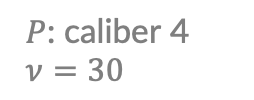 P: caliber 4
ν = 30